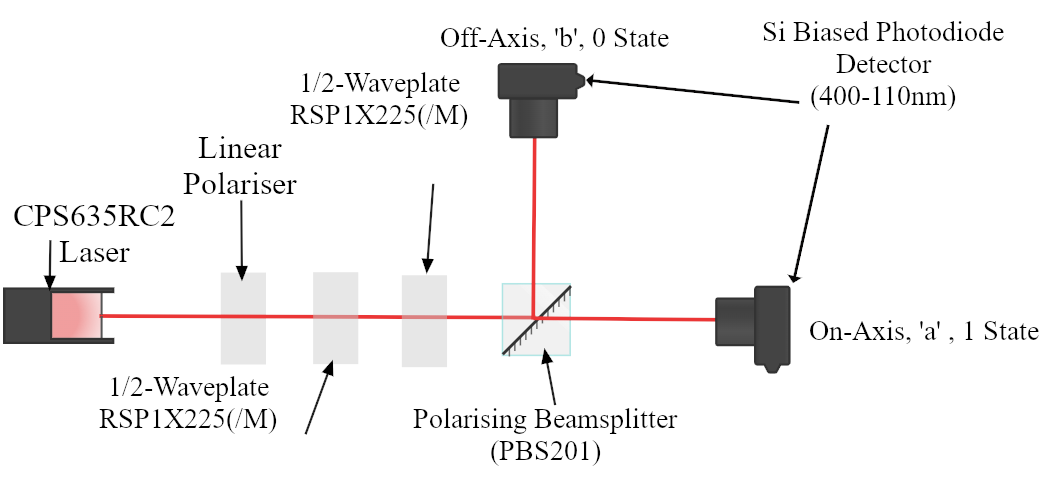 Off-Axis, 'b', 0 State
Si Biased Photodiode
Detector
(400-110nm)
1/2-Waveplate
RSP1X225(/M)
Linear
Polariser
CPS635RC2
Laser
On-Axis, 'a' , 1 State
1/2-Waveplate
RSP1X225(/M)
Polarising Beamsplitter
(PBS201)